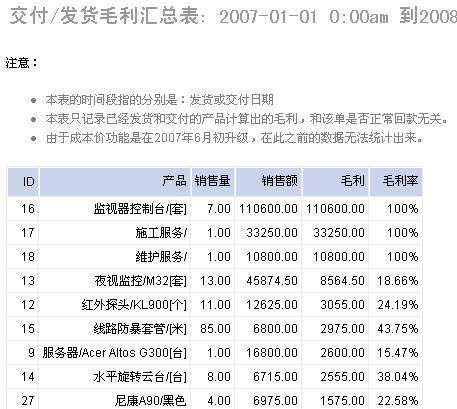 交付/发货毛利汇总表: 2007-01-01 0:00am 到2008
注意：
本表的时间段指的分别是：发货或交付日期
本表只记录已经发货和交付的产品计算出的毛利，和该单是否正常回款无关。
由于成本价功能是在2007年6月初升级，在此之前的数据无法统计出来。
ID 产品 销售量 销售额 毛利 毛利率
16 监视器控制台/[套] 7.00 110600.00 110600.00 100%
17 施工服务/ 1.00 33250.00 33250.00 100%
18 维护服务/ 1.00 10800.00 10800.00 100%
13 夜视监控/M32[套] 13.00 45874.50 8564.50 18.66%
12 红外探头/KL900[个] 11.00 12625.00 3055.00 24.19%
15 线路防暴套管/[米] 85.00 6800.00 2975.00 43.75%
9 服务器/Acer Altos G300[台] 1.00 16800.00 2600.00 15.47%
14 水平旋转云台/[台] 8.00 6715.00 2555.00 38.04%
27 尼康A90/黑色 4.00 6975.00 1575.00 22.58%